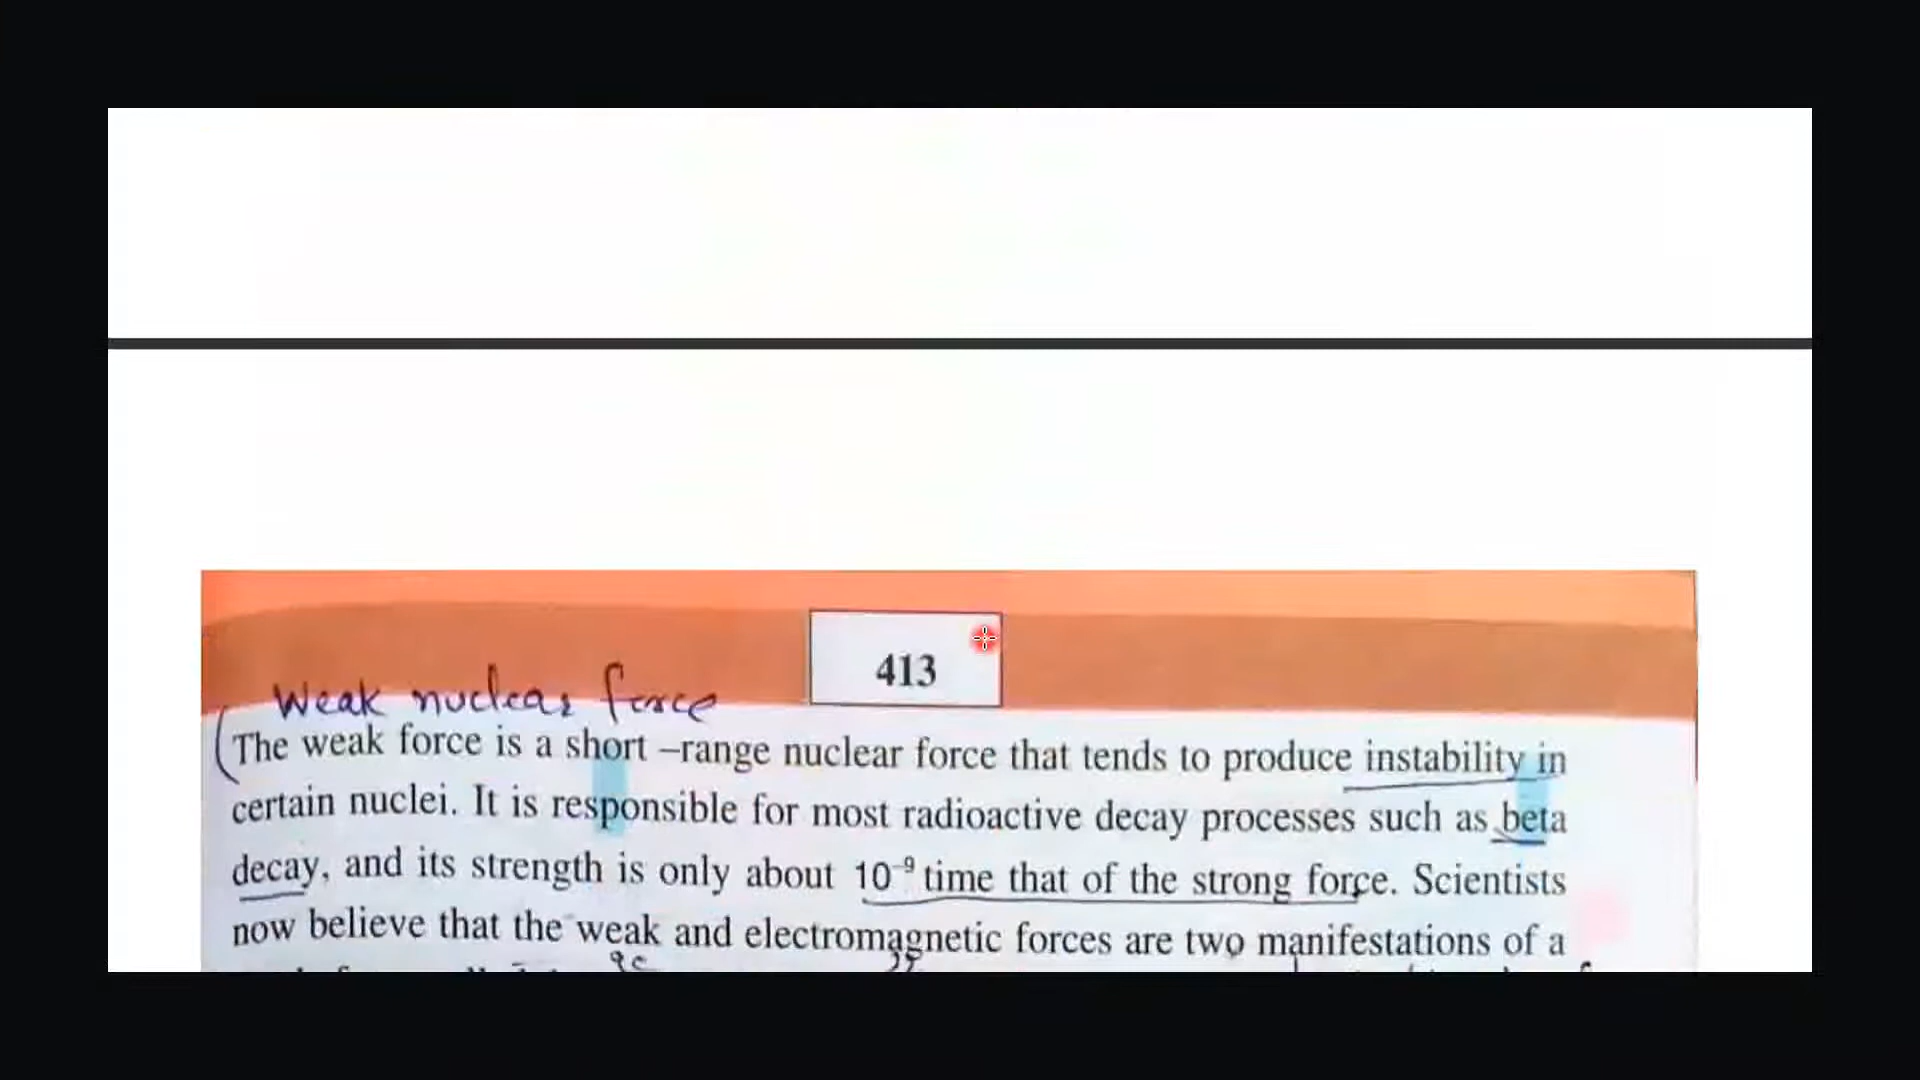 413
Weak nuclear force
The weak force is a short –range nuclear force that tends to produce instability in
certain nuclei. It is responsible for most radioactive decay processes such as beta
decay, and its strength is only about 10⁻⁹ time that of the strong force. Scientists
now believe that the weak and electromagnetic forces are two manifestations of a